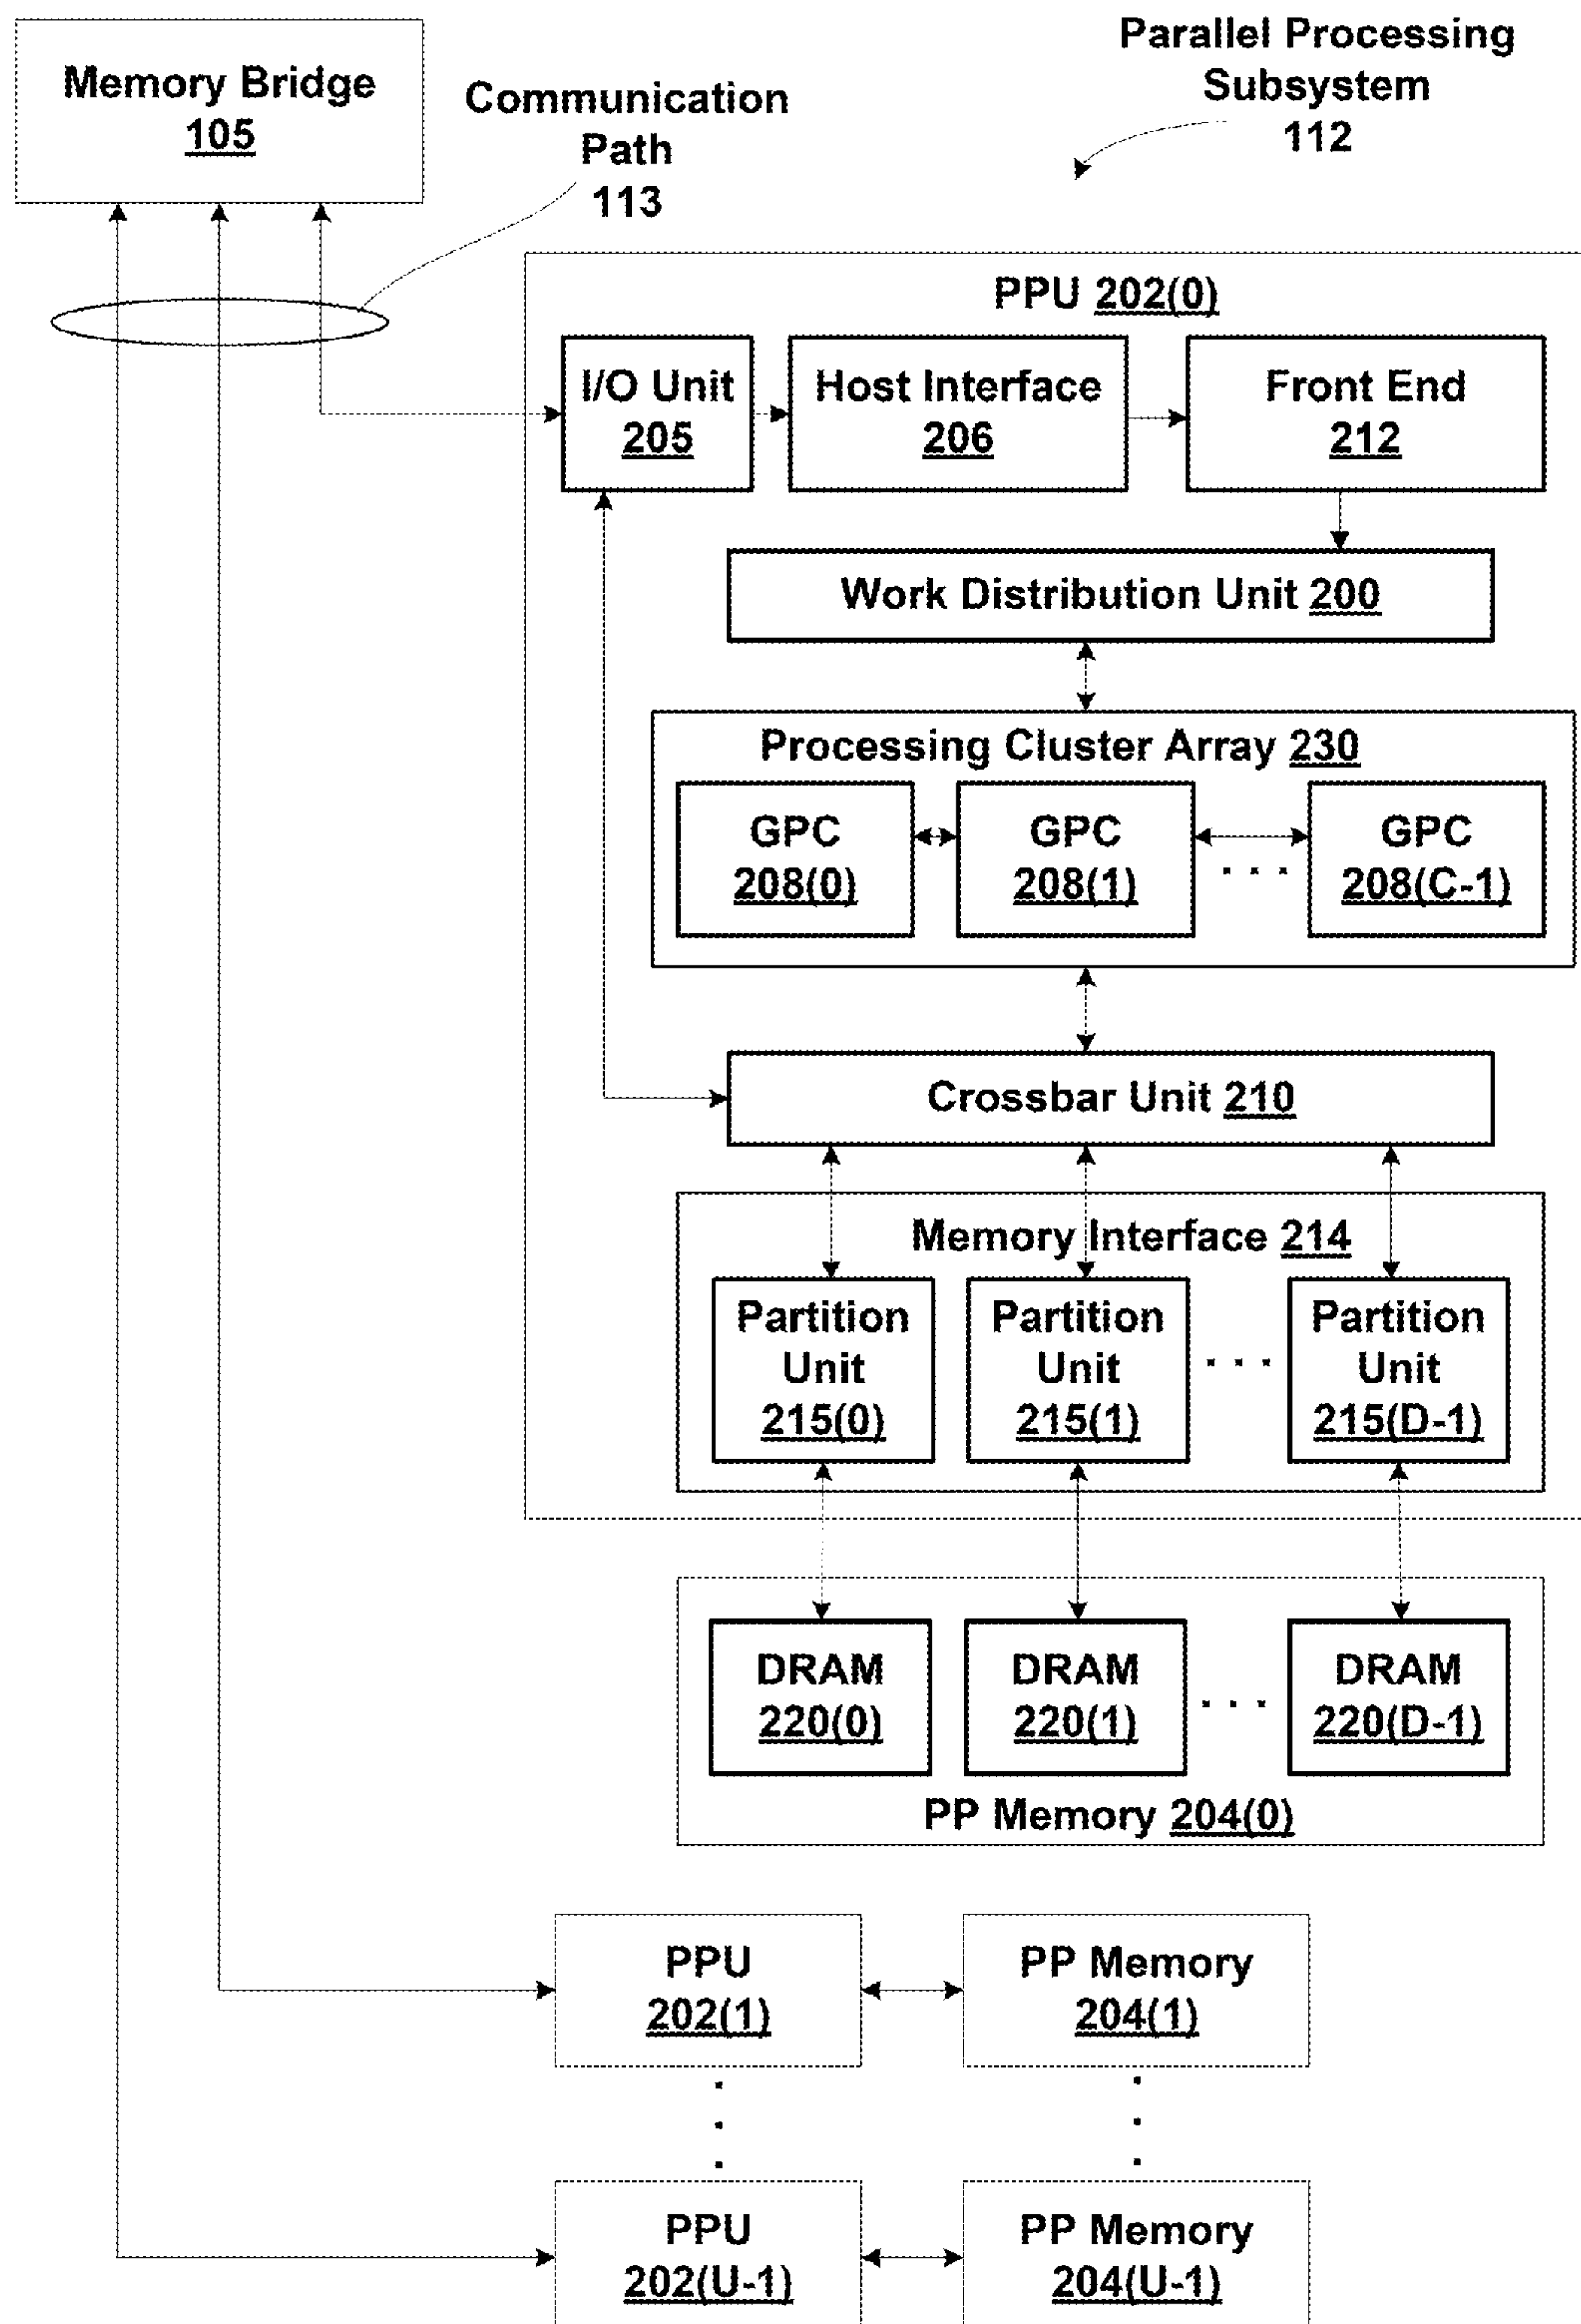 Memory Bridge
105
Communication
Path
113
Parallel Processing
Subsystem
112
PPU 202(0)
I/O Unit
205
Host Interface
206
Front End
212
Work Distribution Unit 200
Processing Cluster Array 230
GPC
208(0)
GPC
208(1)
. . .
GPC
208(C-1)
Crossbar Unit 210
Memory Interface 214
Partition
Unit
215(0)
Partition
Unit
215(1)
. . .
Partition
Unit
215(D-1)
DRAM
220(0)
DRAM
220(1)
. . .
DRAM
220(D-1)
PP Memory 204(0)
PPU
202(1)
PP Memory
204(1)
PPU
202(U-1)
PP Memory
204(U-1)